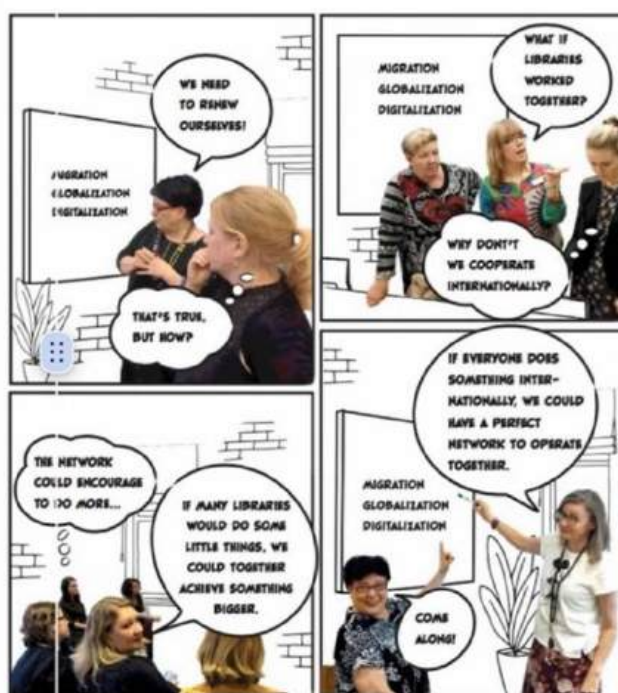 WE NEED
TO RENEW
OURSELVES!
MIGRATION
GLOBALIZATION
DIGITALIZATION
THAT'S TRUE,
BUT HOW?
WHAT IF
LIBRARIES
WORKED
TOGETHER?
MIGRATION
GLOBALIZATION
DIGITALIZATION
WHY DONT'T
WE COOPERATE
INTERNATIONALLY?
THE NETWORK
COULD ENCOURAGE
TO DO MORE...
IF MANY LIBRARIES
WOULD DO SOME
LITTLE THINGS, WE
COULD TOGETHER
ACHIEVE SOMETHING
BIGGER.
IF EVERYONE DOES
SOMETHING INTER-
NATIONALLY, WE COULD
HAVE A PERFECT
NETWORK TO OPERATE
TOGETHER.
MIGRATION
GLOBALIZATION
DIGITALIZATION
COME
ALONG!